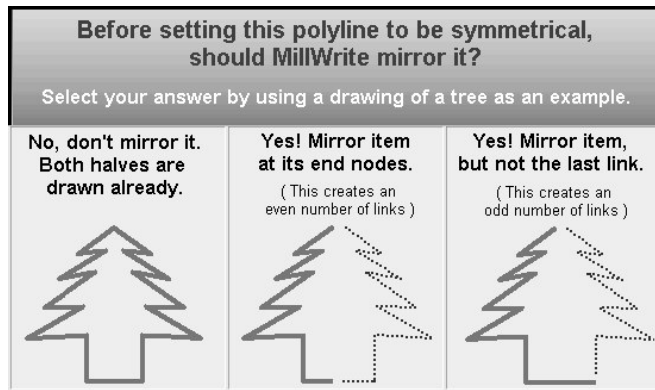 Before setting this polyline to be symmetrical,
should MillWrite mirror it?
Select your answer by using a drawing of a tree as an example.
No, don't mirror it.
Both halves are
drawn already.
Yes! Mirror item
at its end nodes.
( This creates an
even number of links )
Yes! Mirror item,
but not the last link.
( This creates an
odd number of links )